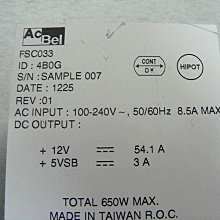 AcBel
FSC033
ID : 4B0G
S/N : SAMPLE 007
DATE : 1225
REV : 01
CONT
OK
HIPOT
AC INPUT : 100-240V~, 50/60Hz 8.5A MAX
DC OUTPUT :
+ 12V ⎓ 54.1 A
+ 5VSB ⎓ 3 A
TOTAL 650W MAX.
MADE IN TAIWAN R.O.C.